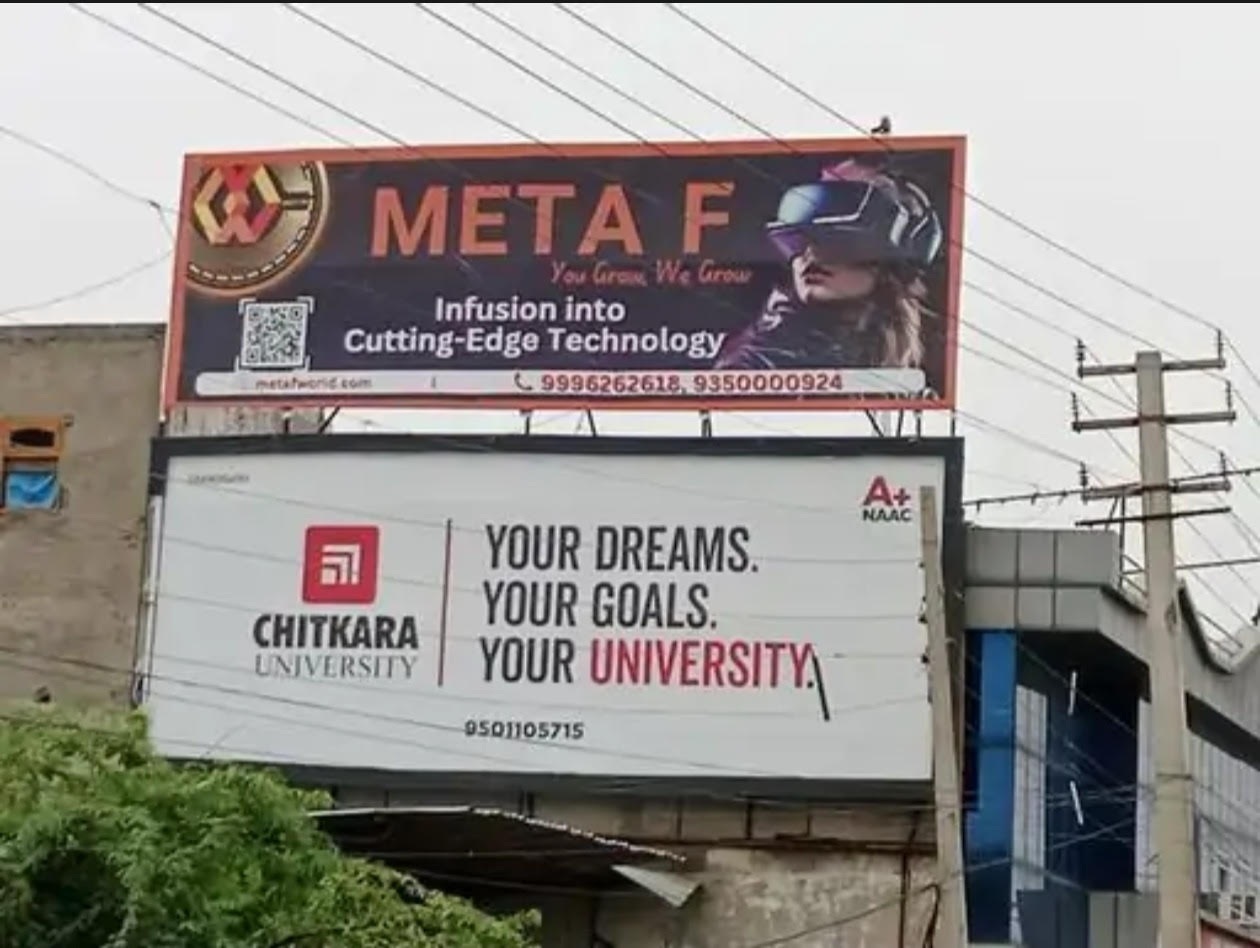 META F
You Grow, We Grow
Infusion into
Cutting-Edge Technology
metafworld.com | 9996262618, 9350000924
A+
NAAC
CHITKARA
UNIVERSITY
YOUR DREAMS.
YOUR GOALS.
YOUR UNIVERSITY.
9501105715